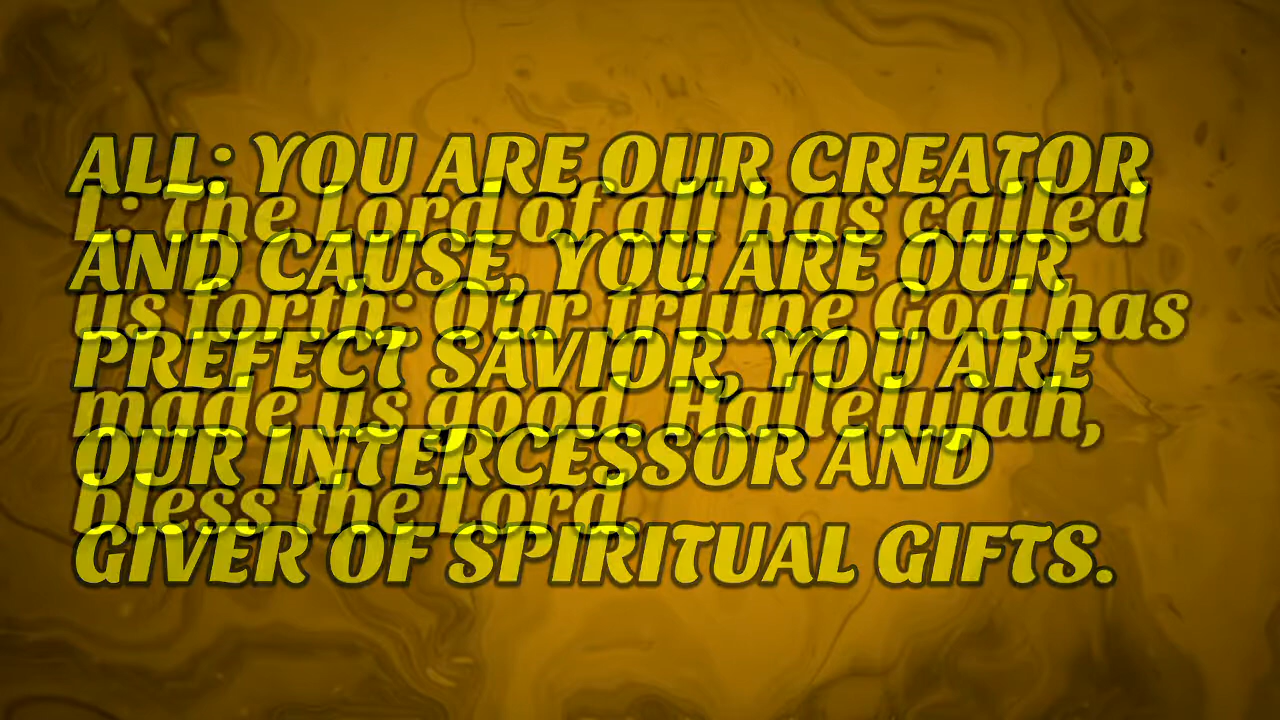 ALL: YOU ARE OUR CREATOR
L: The Lord of all has called
AND CAUSE, YOU ARE OUR
us forth: Our triune God has
PREFECT SAVIOR, YOU ARE
made us good. Hallelujah,
OUR INTERCESSOR AND
bless the Lord.
GIVER OF SPIRITUAL GIFTS.